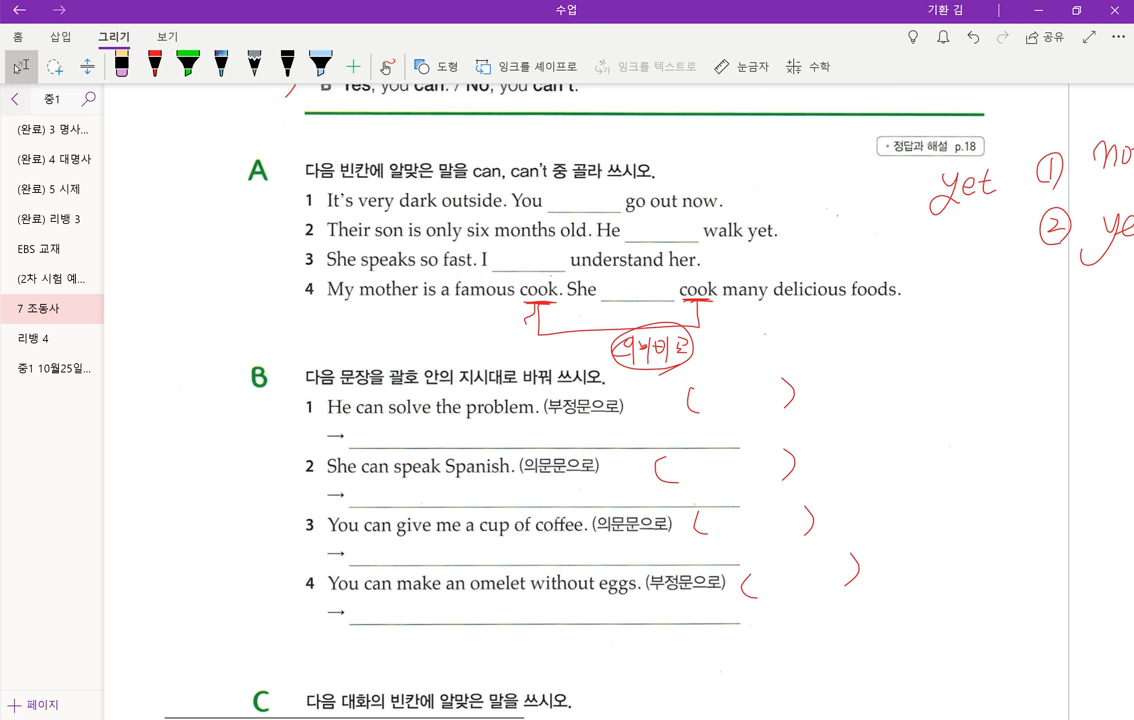 수업
기환 김
홈 삽입 그리기 보기
공유
도형 잉크를 셰이프로 잉크를 텍스트로 눈금자 수학
중1
(완료) 3 명사...
(완료) 4 대명사
(완료) 5 시제
(완료) 리뱅 3
EBS 교재
(2차 시험 예...
7 조동사
리뱅 4
중1 10월25일...
페이지
B Yes, you can. / No, you can't.
• 정답과 해설 p.18
yet
①
② ye
A 다음 빈칸에 알맞은 말을 can, can't 중 골라 쓰시오.
1 It's very dark outside. You ________ go out now.
2 Their son is only six months old. He ________ walk yet.
3 She speaks so fast. I ________ understand her.
4 My mother is a famous cook. She ________ cook many delicious foods.
B 다음 문장을 괄호 안의 지시대로 바꿔 쓰시오.
1 He can solve the problem. (부정문으로) ( )
→
2 She can speak Spanish. (의문문으로) ( )
→
3 You can give me a cup of coffee. (의문문으로) ( )
→
4 You can make an omelet without eggs. (부정문으로) ( )
→
C 다음 대화의 빈칸에 알맞은 말을 쓰시오.